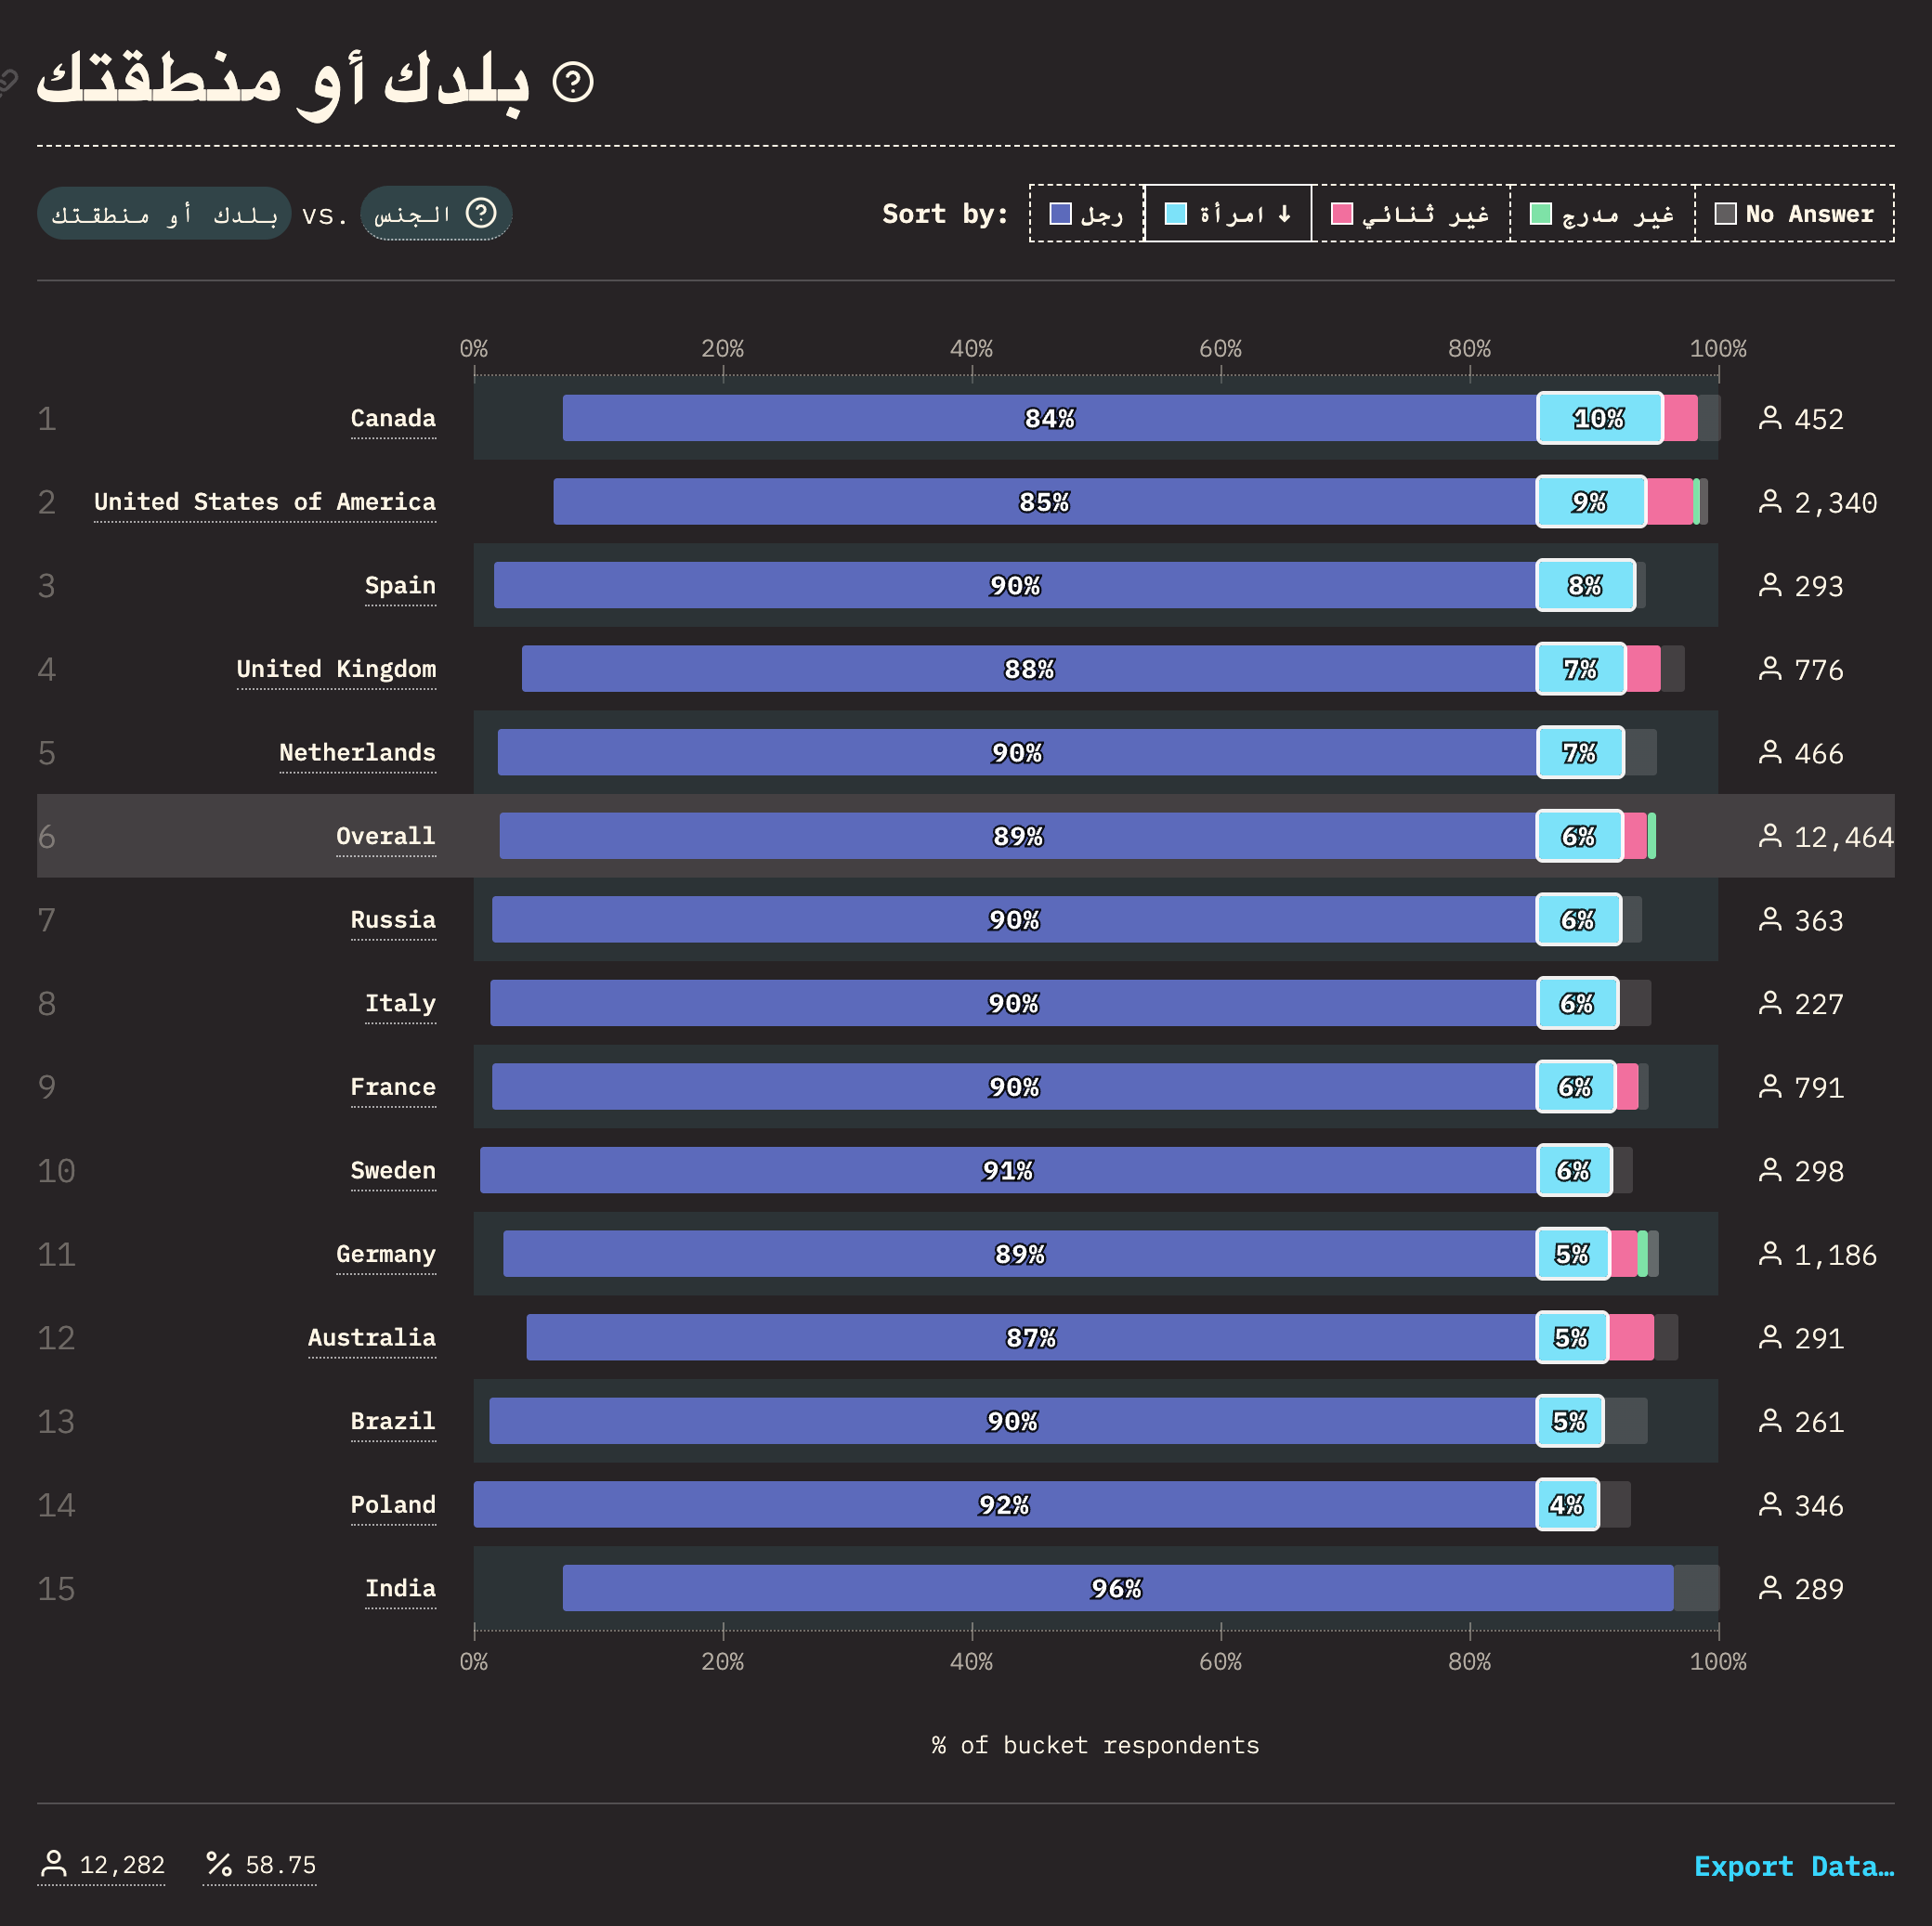 بلدك أو منطقتك
بلدك أو منطقتك vs. الجنس
Sort by: رجل امرأة ↓ غير ثنائي غير مدرج No Answer
0% 20% 40% 60% 80% 100%
1 Canada 84% 10% 452
2 United States of America 85% 9% 2,340
3 Spain 90% 8% 293
4 United Kingdom 88% 7% 776
5 Netherlands 90% 7% 466
6 Overall 89% 6% 12,464
7 Russia 90% 6% 363
8 Italy 90% 6% 227
9 France 90% 6% 791
10 Sweden 91% 6% 298
11 Germany 89% 5% 1,186
12 Australia 87% 5% 291
13 Brazil 90% 5% 261
14 Poland 92% 4% 346
15 India 96% 289
0% 20% 40% 60% 80% 100%
% of bucket respondents
12,282 % 58.75 Export Data…